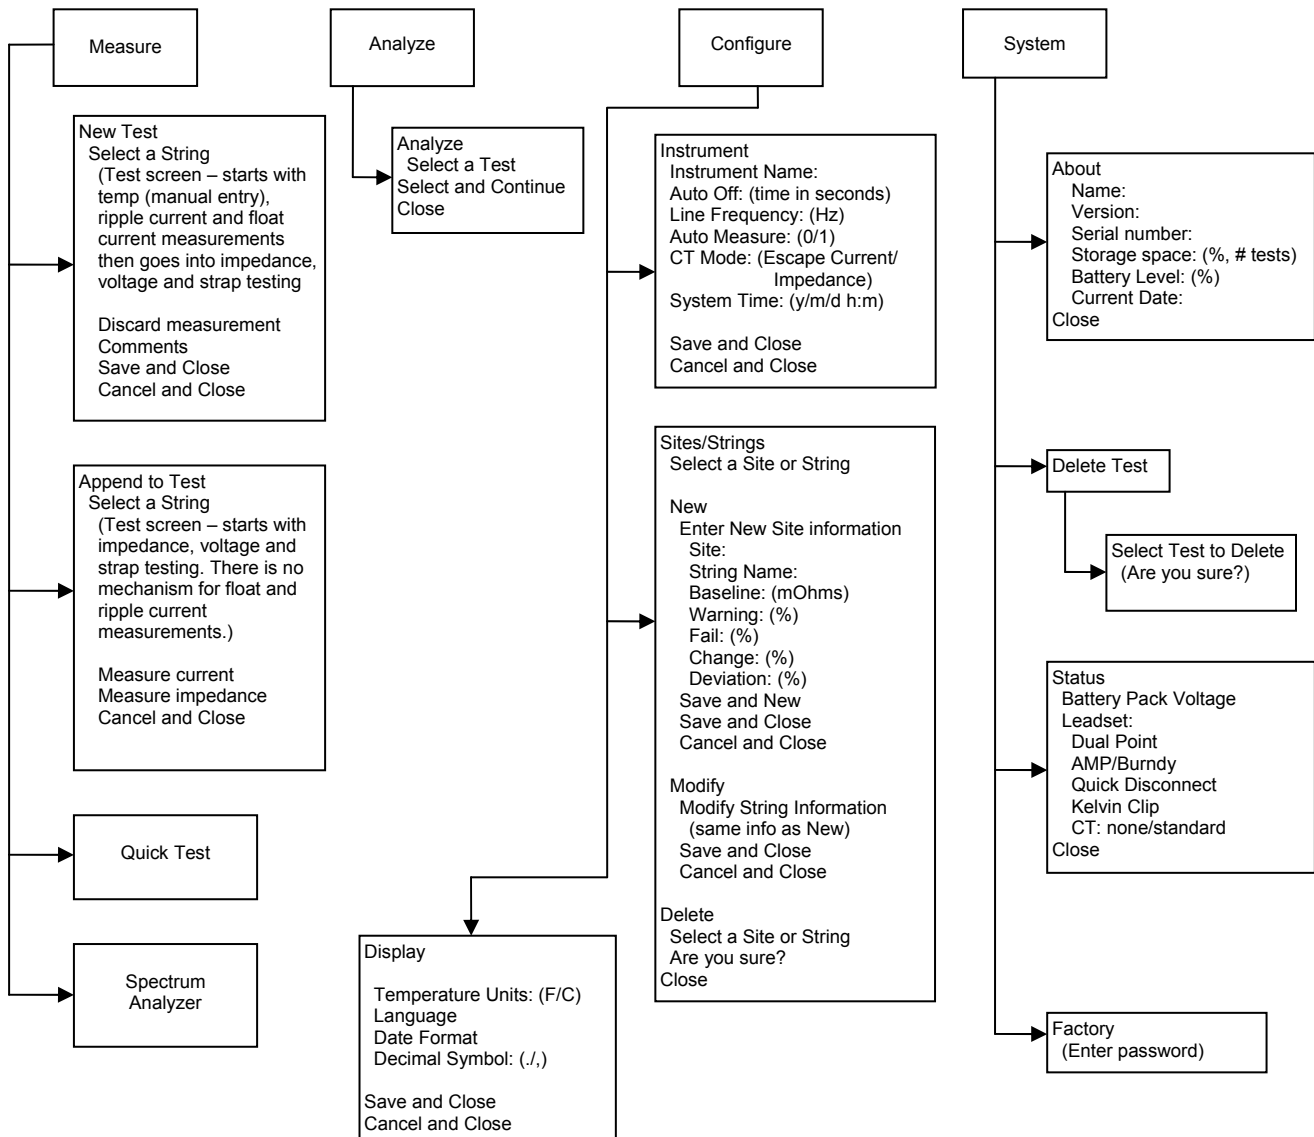 Measure
New Test
Select a String
(Test screen – starts with
temp (manual entry),
ripple current and float
current measurements
then goes into impedance,
voltage and strap testing
Discard measurement
Comments
Save and Close
Cancel and Close
Append to Test
Select a String
(Test screen – starts with
impedance, voltage and
strap testing. There is no
mechanism for float and
ripple current
measurements.)
Measure current
Measure impedance
Cancel and Close
Quick Test
Spectrum
Analyzer
Analyze
Analyze
Select a Test
Select and Continue
Close
Configure
Instrument
Instrument Name:
Auto Off: (time in seconds)
Line Frequency: (Hz)
Auto Measure: (0/1)
CT Mode: (Escape Current/
Impedance)
System Time: (y/m/d h:m)
Save and Close
Cancel and Close
Sites/Strings
Select a Site or String
New
Enter New Site information
Site:
String Name:
Baseline: (mOhms)
Warning: (%)
Fail: (%)
Change: (%)
Deviation: (%)
Save and New
Save and Close
Cancel and Close
Modify
Modify String Information
(same info as New)
Save and Close
Cancel and Close
Delete
Select a Site or String
Are you sure?
Close
Display
Temperature Units: (F/C)
Language
Date Format
Decimal Symbol: (./,)
Save and Close
Cancel and Close
System
About
Name:
Version:
Serial number:
Storage space: (%, # tests)
Battery Level: (%)
Current Date:
Close
Delete Test
Select Test to Delete
(Are you sure?)
Status
Battery Pack Voltage
Leadset:
Dual Point
AMP/Burndy
Quick Disconnect
Kelvin Clip
CT: none/standard
Close
Factory
(Enter password)